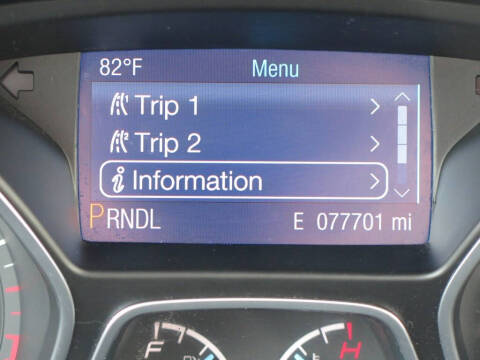 82°F Menu
Trip 1
Trip 2
Information
PRNDL E 077701 mi
F H